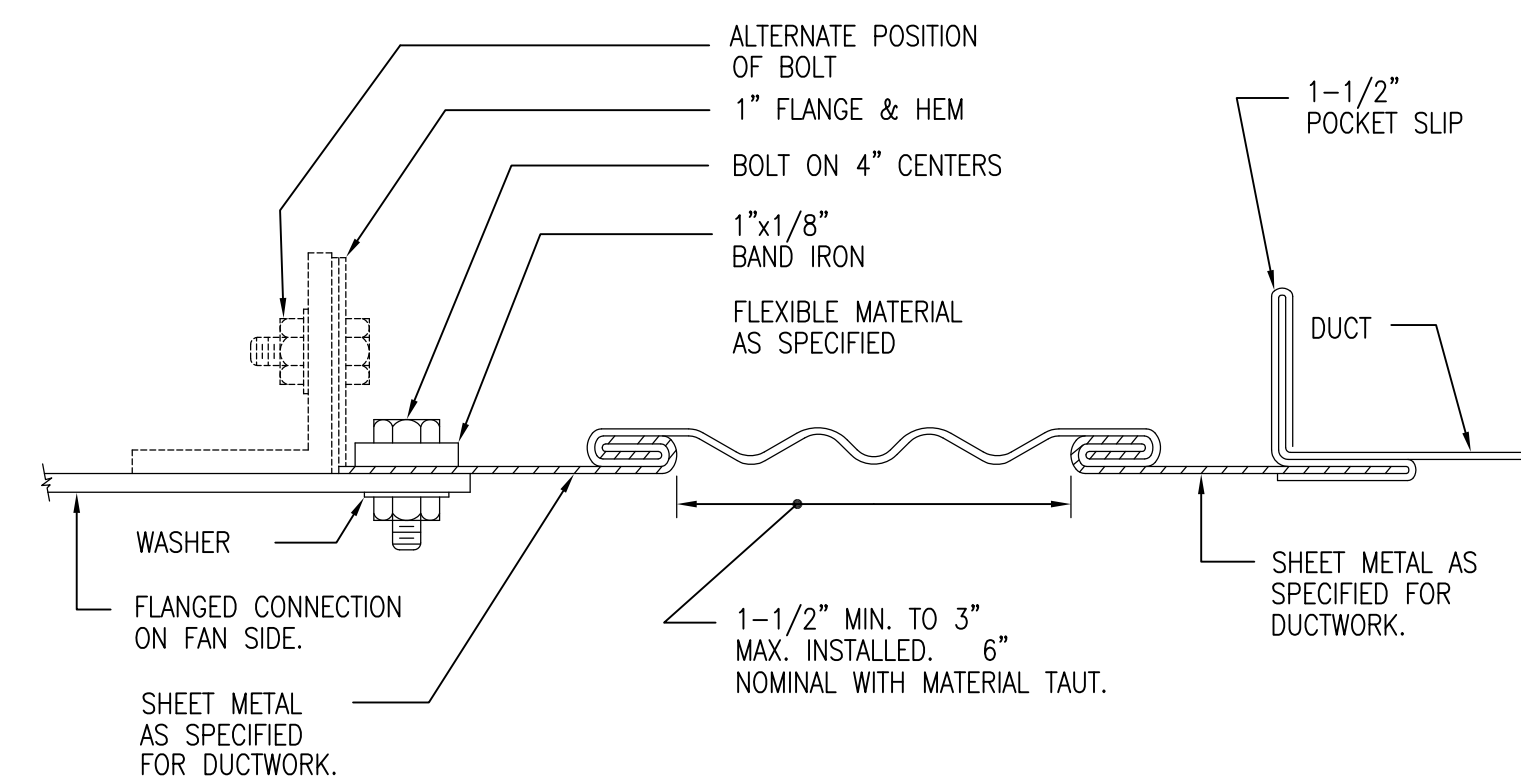 ALTERNATE POSITION
OF BOLT
1" FLANGE & HEM
BOLT ON 4" CENTERS
1"x1/8"
BAND IRON
FLEXIBLE MATERIAL
AS SPECIFIED
1-1/2"
POCKET SLIP
DUCT
WASHER
FLANGED CONNECTION
ON FAN SIDE.
SHEET METAL
AS SPECIFIED
FOR DUCTWORK.
1-1/2" MIN. TO 3"
MAX. INSTALLED. 6"
NOMINAL WITH MATERIAL TAUT.
SHEET METAL AS
SPECIFIED FOR
DUCTWORK.